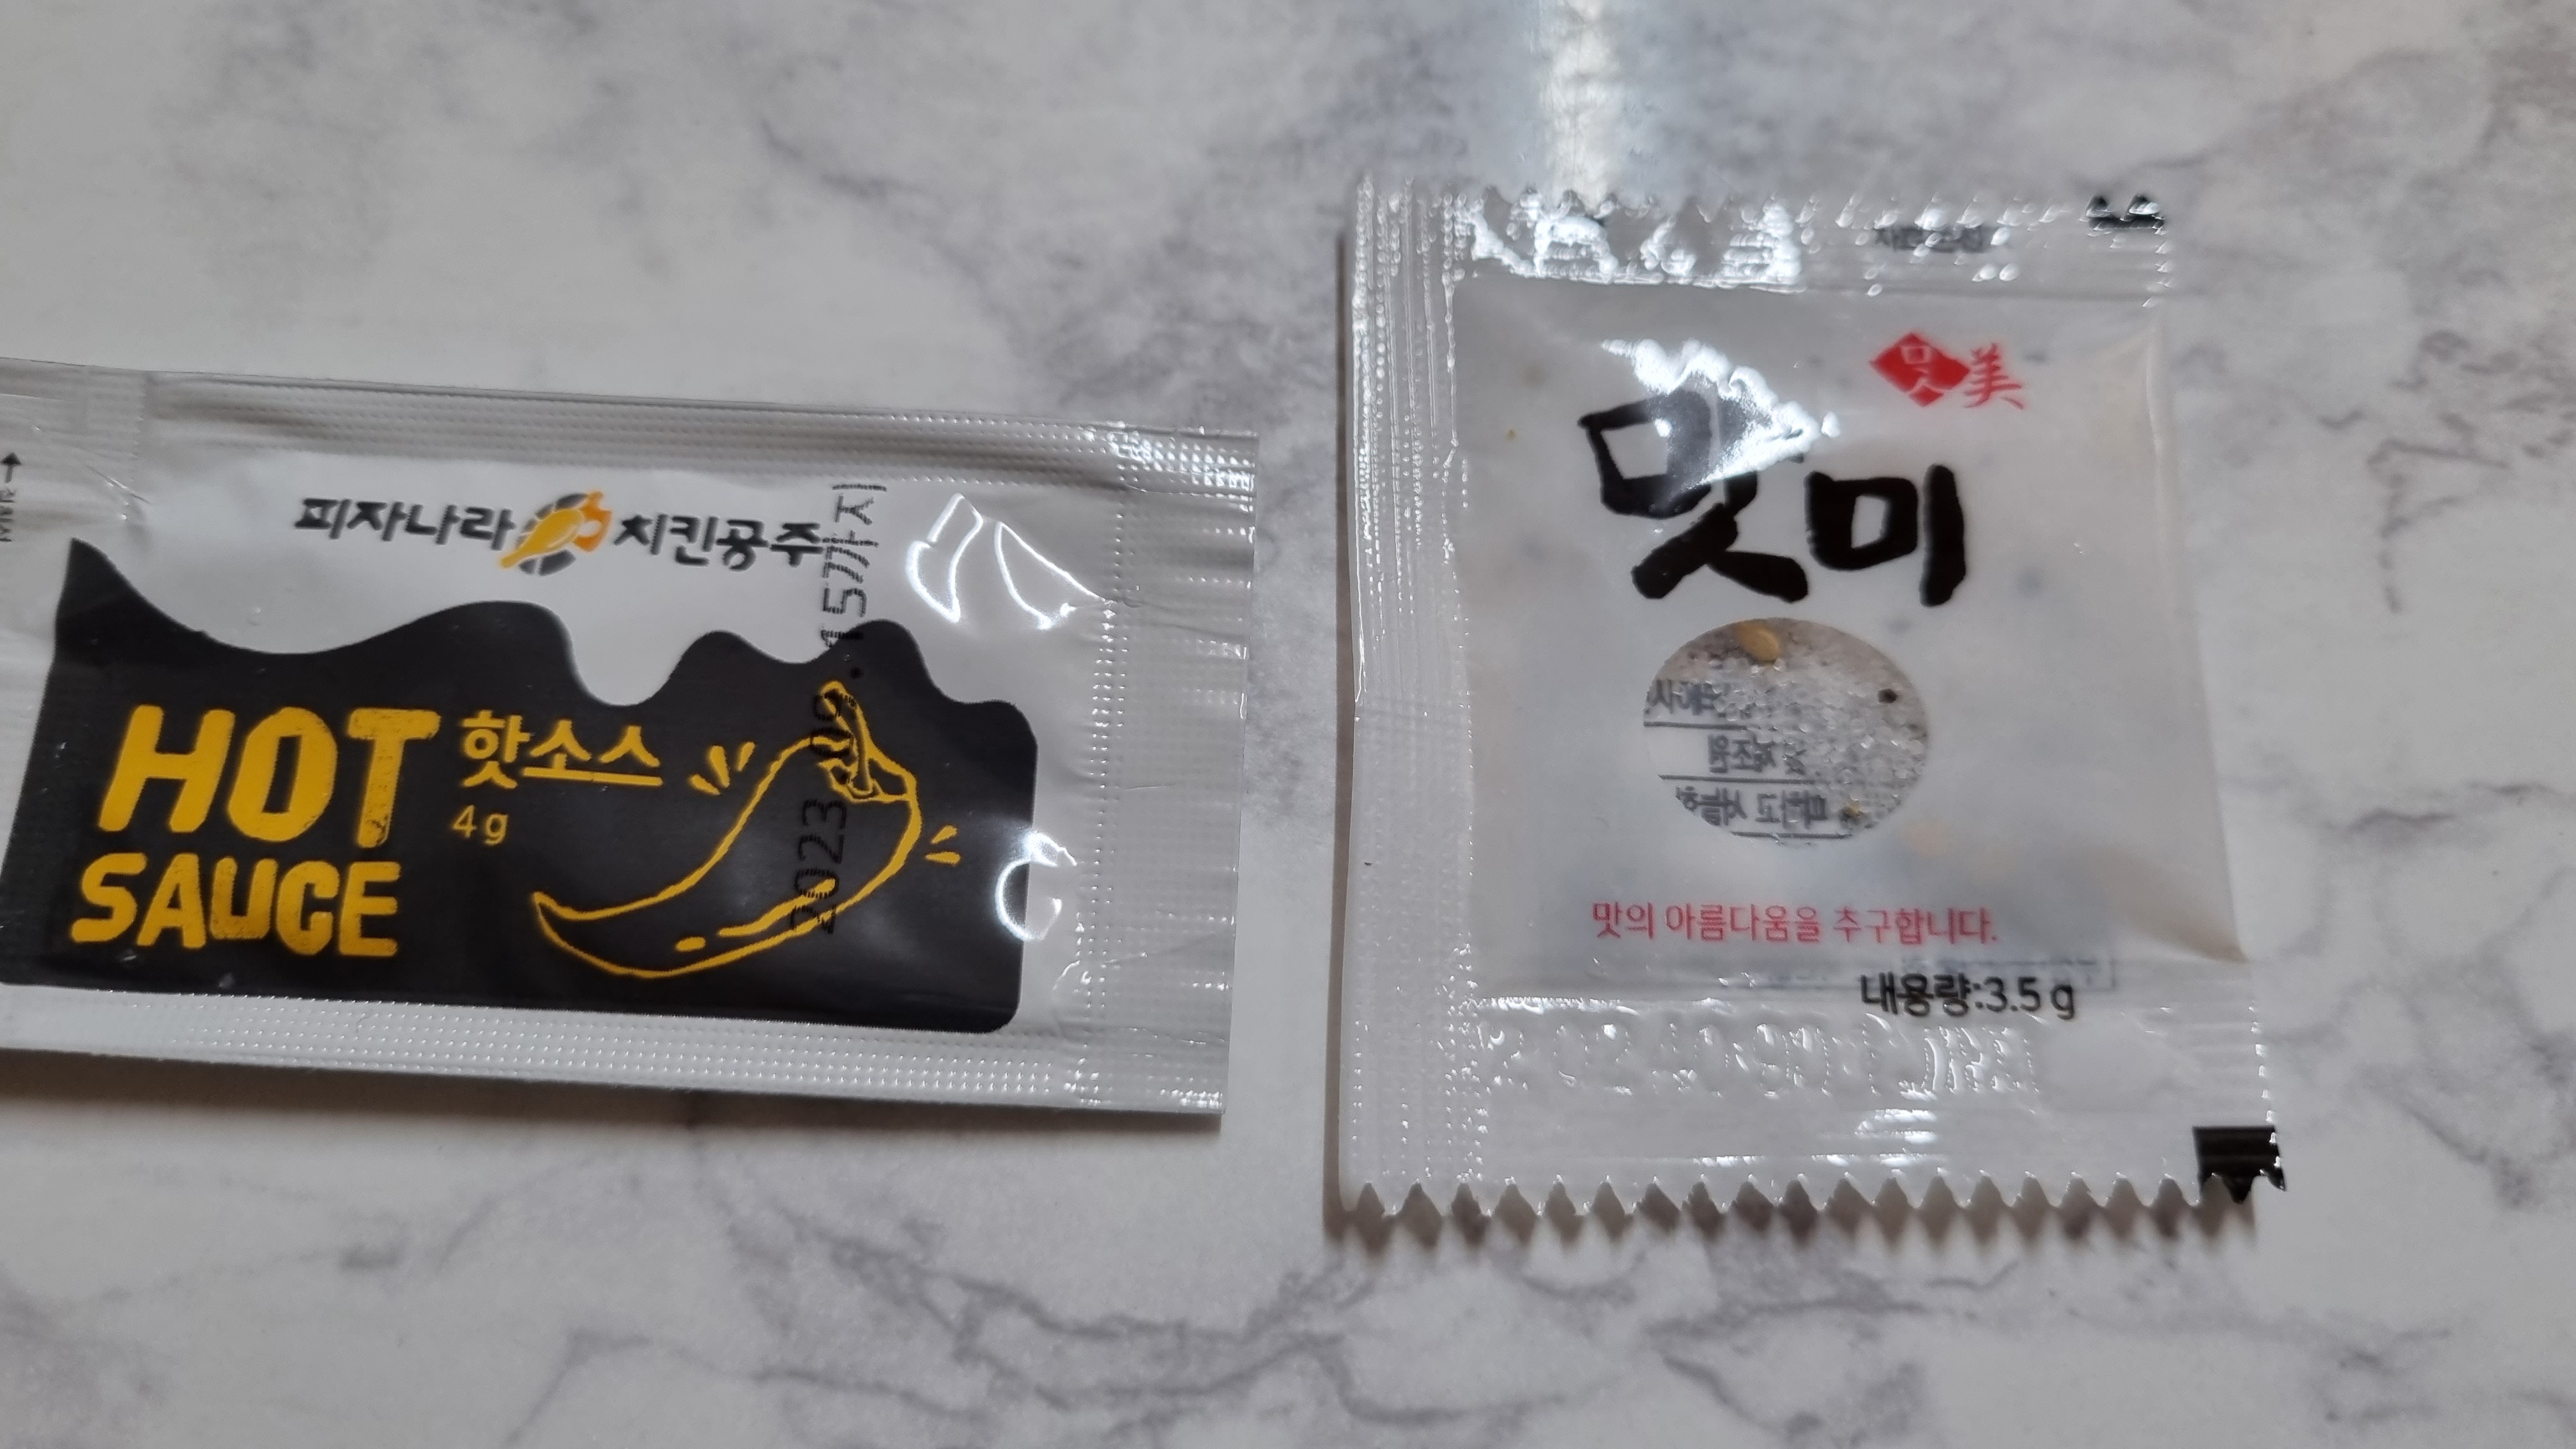 피자나라 치킨공주
HOT 핫소스
4g
SAUCE
2023.09.15까지
맛 美
맛미
맛의 아름다움을 추구합니다.
내용량:3.5g